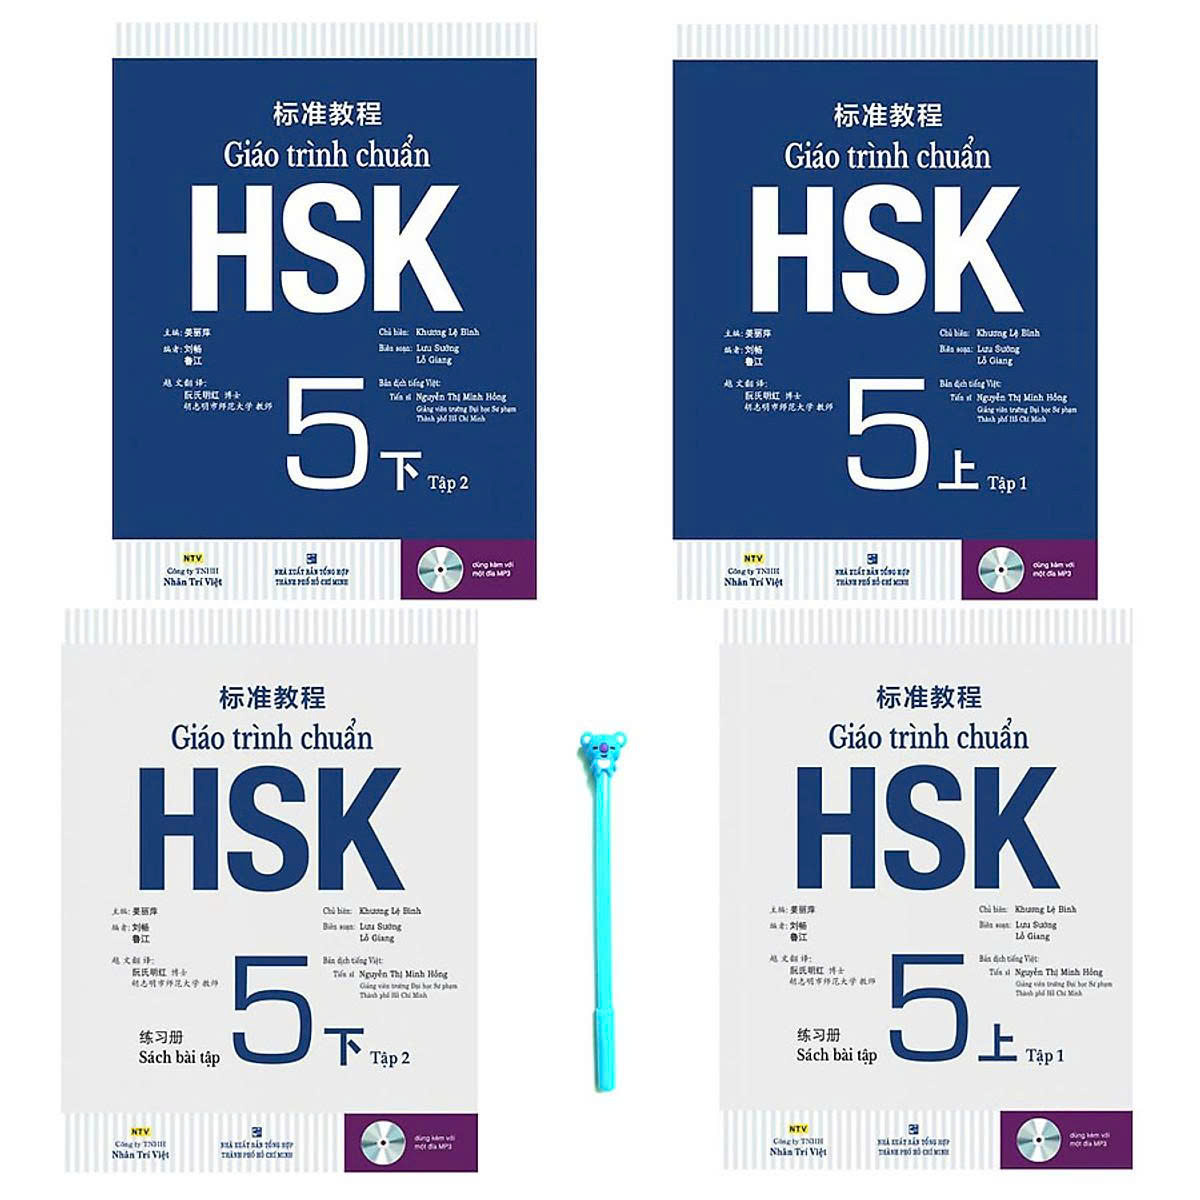 标准教程
Giáo trình chuẩn
HSK
主编: 姜丽萍
Chủ biên: Khương Lệ Bình
编者: 刘畅
鲁江
Biên soạn: Lưu Sướng
Lỗ Giang
越文翻译:
阮氏明红 博士
胡志明市师范大学 教师
Bản dịch tiếng Việt:
Tiến sĩ Nguyễn Thị Minh Hồng
Giảng viên trường Đại học Sư phạm
Thành phố Hồ Chí Minh
5下 Tập 2
NTV
Công ty TNHH
Nhân Trí Việt
NHÀ XUẤT BẢN TỔNG HỢP
THÀNH PHỐ HỒ CHÍ MINH
dùng kèm với
một đĩa MP3
标准教程
Giáo trình chuẩn
HSK
主编: 姜丽萍
Chủ biên: Khương Lệ Bình
编者: 刘畅
鲁江
Biên soạn: Lưu Sướng
Lỗ Giang
越文翻译:
阮氏明红 博士
胡志明市师范大学 教师
Bản dịch tiếng Việt:
Tiến sĩ Nguyễn Thị Minh Hồng
Giảng viên trường Đại học Sư phạm
Thành phố Hồ Chí Minh
5上 Tập 1
NTV
Công ty TNHH
Nhân Trí Việt
NHÀ XUẤT BẢN TỔNG HỢP
THÀNH PHỐ HỒ CHÍ MINH
dùng kèm với
một đĩa MP3
标准教程
Giáo trình chuẩn
HSK
主编: 姜丽萍
Chủ biên: Khương Lệ Bình
编者: 刘畅
鲁江
Biên soạn: Lưu Sướng
Lỗ Giang
越文翻译:
阮氏明红 博士
胡志明市师范大学 教师
Bản dịch tiếng Việt:
Tiến sĩ Nguyễn Thị Minh Hồng
Giảng viên trường Đại học Sư phạm
Thành phố Hồ Chí Minh
练习册
Sách bài tập
5下 Tập 2
NTV
Công ty TNHH
Nhân Trí Việt
NHÀ XUẤT BẢN TỔNG HỢP
THÀNH PHỐ HỒ CHÍ MINH
dùng kèm với
một đĩa MP3
标准教程
Giáo trình chuẩn
HSK
主编: 姜丽萍
Chủ biên: Khương Lệ Bình
编者: 刘畅
鲁江
Biên soạn: Lưu Sướng
Lỗ Giang
越文翻译:
阮氏明红 博士
胡志明市师范大学 教师
Bản dịch tiếng Việt:
Tiến sĩ Nguyễn Thị Minh Hồng
Giảng viên trường Đại học Sư phạm
Thành phố Hồ Chí Minh
练习册
Sách bài tập
5上 Tập 1
NTV
Công ty TNHH
Nhân Trí Việt
NHÀ XUẤT BẢN TỔNG HỢP
THÀNH PHỐ HỒ CHÍ MINH
dùng kèm với
một đĩa MP3